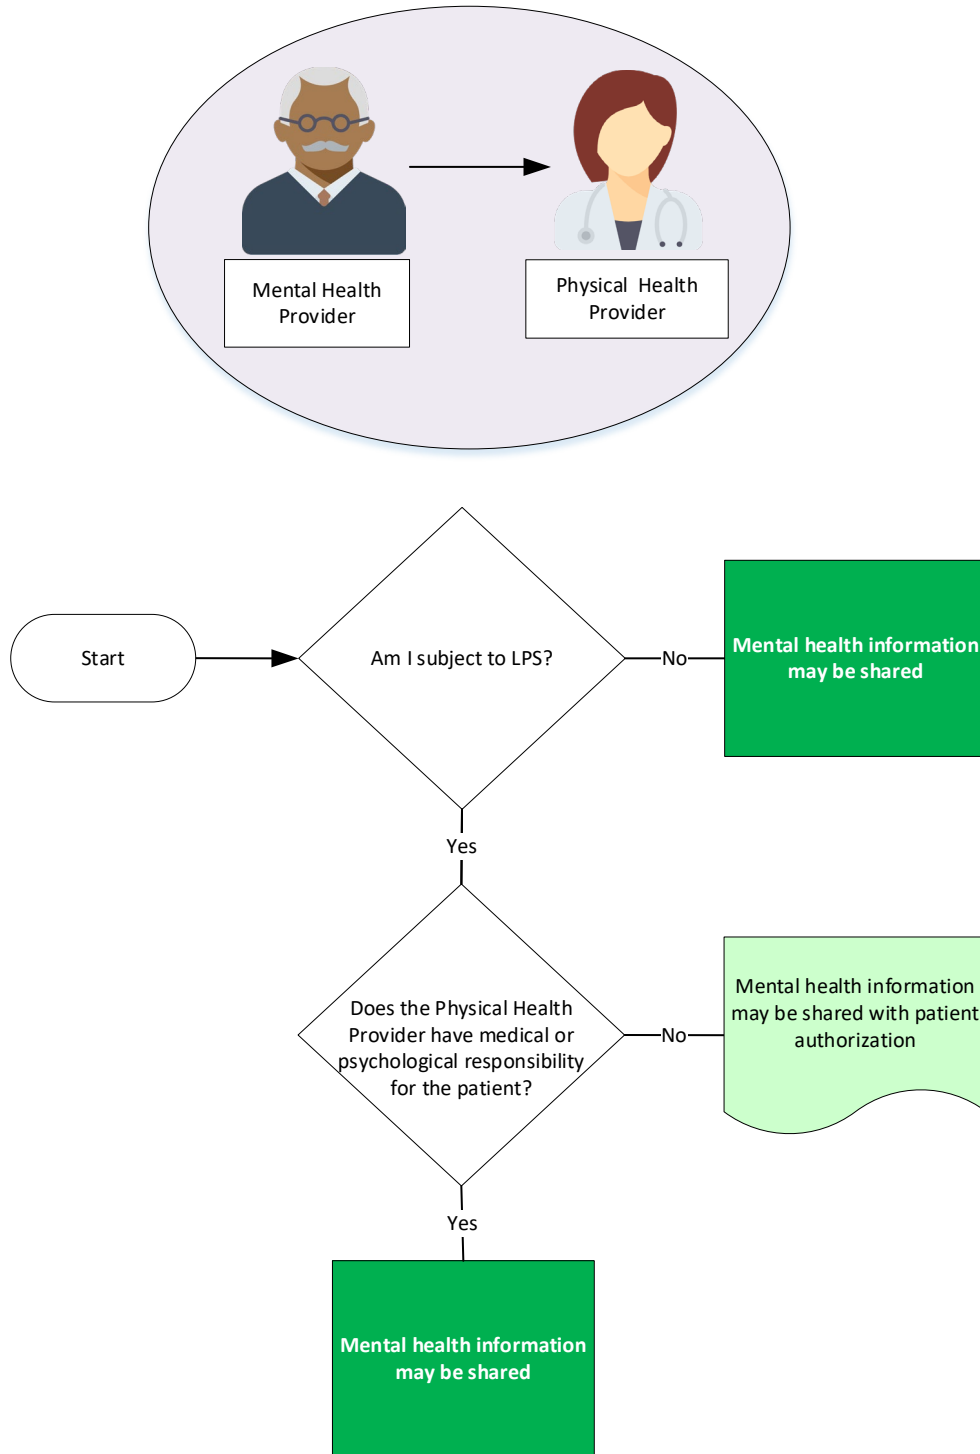 Mental Health
Provider
Physical Health
Provider
Start
Am I subject to LPS?
No
Mental health information
may be shared
Yes
Does the Physical Health
Provider have medical or
psychological responsibility
for the patient?
No
Mental health information
may be shared with patient
authorization
Yes
Mental health information
may be shared